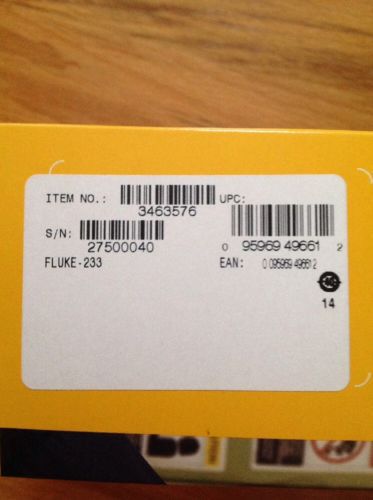 ITEM NO.: 3463576 UPC:
S/N: 27500040 0 95969 49661 2
FLUKE-233 EAN: 0 095969 496612
14